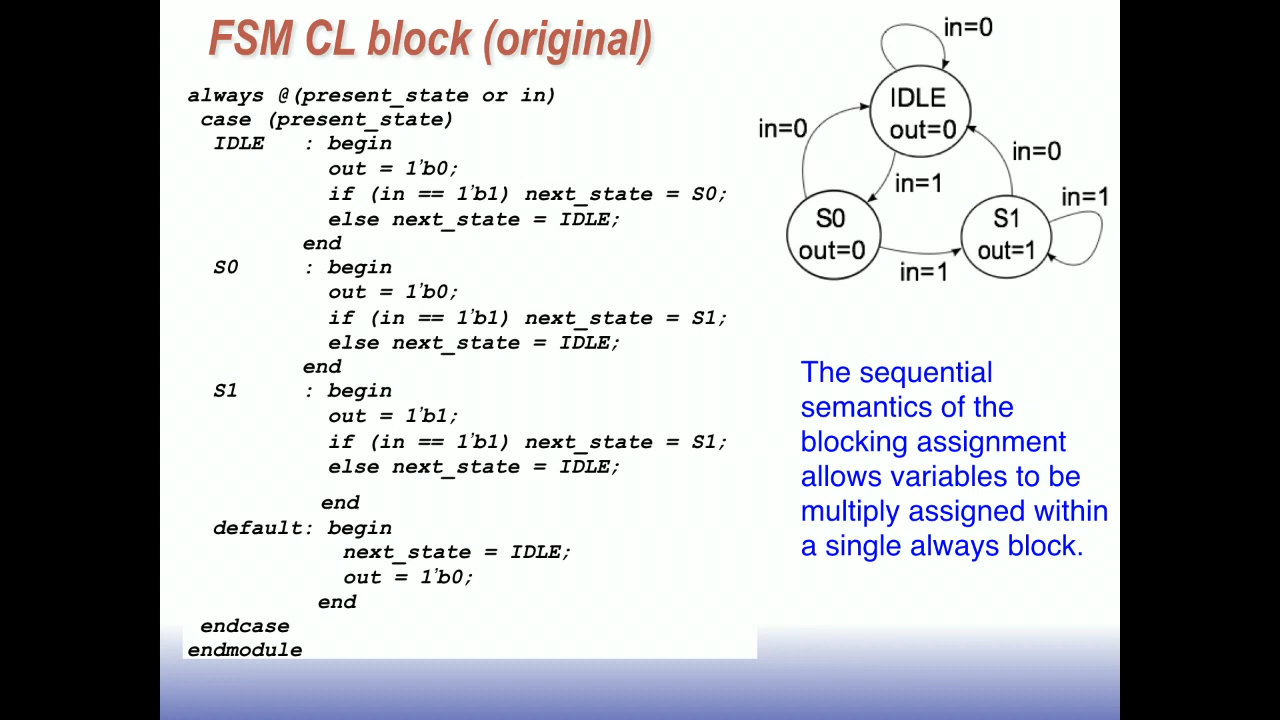 FSM CL block (original)
always @(present_state or in)
case (present_state)
IDLE : begin
out = 1’b0;
if (in == 1’b1) next_state = S0;
else next_state = IDLE;
end
S0 : begin
out = 1’b0;
if (in == 1’b1) next_state = S1;
else next_state = IDLE;
end
S1 : begin
out = 1’b1;
if (in == 1’b1) next_state = S1;
else next_state = IDLE;
end
default: begin
next_state = IDLE;
out = 1’b0;
end
endcase
endmodule
in=0
IDLE
out=0
in=0
in=0
in=1
in=1
S0
out=0
S1
out=1
in=1
The sequential
semantics of the
blocking assignment
allows variables to be
multiply assigned within
a single always block.